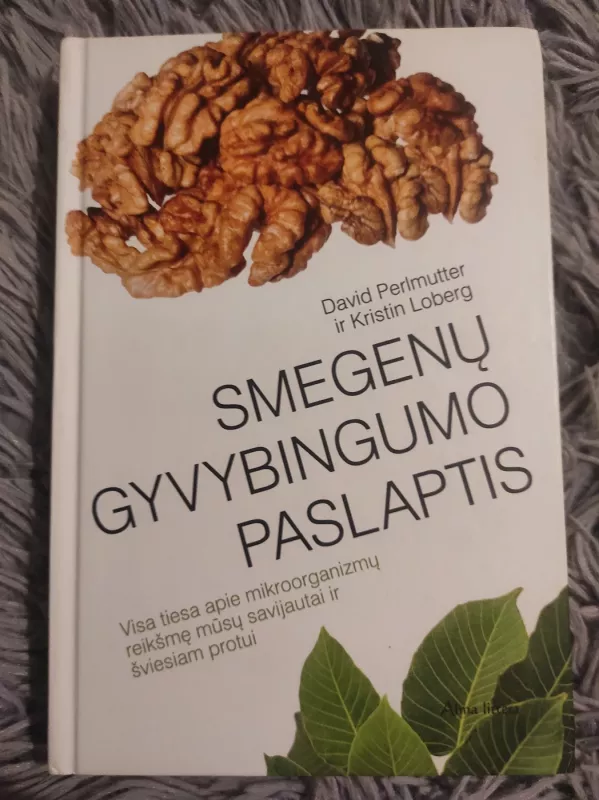 David Perlmutter
ir Kristin Loberg
SMEGENŲ
GYVYBINGUMO
PASLAPTIS
Visa tiesa apie mikroorganizmų
reikšmę mūsų savijautai ir
šviesiam protui
Alma littera